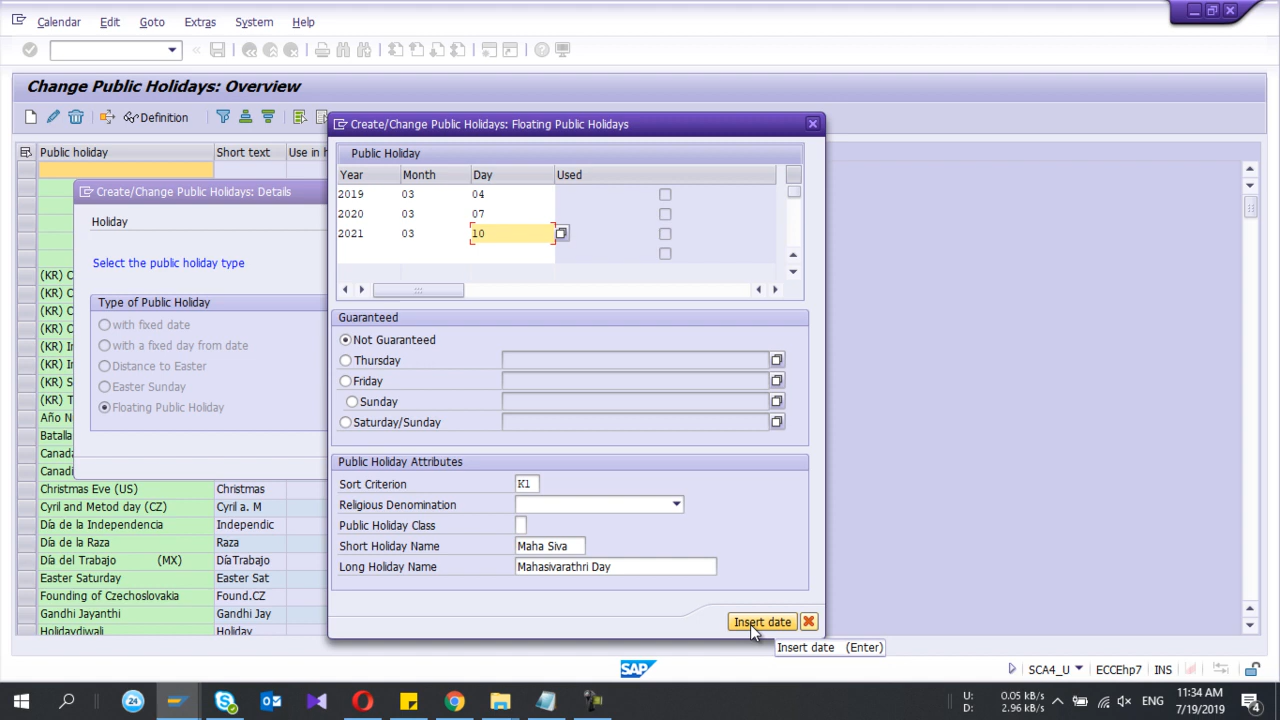 Calendar Edit Goto Extras System Help
Change Public Holidays: Overview
Definition
Public holiday Short text Use in h
Create/Change Public Holidays: Details
Holiday
Select the public holiday type
Type of Public Holiday
with fixed date
with a fixed day from date
Distance to Easter
Easter Sunday
Floating Public Holiday
(KR) C
(KR) C
(KR) C
(KR) C
(KR) In
(KR) In
(KR) S
(KR) T
Año N
Batalla
Canad
Canadi
Christmas Eve (US) Christmas
Cyril and Metod day (CZ) Cyril a. M
Día de la Independencia Independic
Día de la Raza Raza
Día del Trabajo (MX) DíaTrabajo
Easter Saturday Easter Sat
Founding of Czechoslovakia Found.CZ
Gandhi Jayanthi Gandhi Jay
Holidaydiwali Holiday
Create/Change Public Holidays: Floating Public Holidays
Public Holiday
Year Month Day Used
2019 03 04
2020 03 07
2021 03 10
Guaranteed
Not Guaranteed
Thursday
Friday
Sunday
Saturday/Sunday
Public Holiday Attributes
Sort Criterion K1
Religious Denomination
Public Holiday Class
Short Holiday Name Maha Siva
Long Holiday Name Mahasivarathri Day
Insert date
Insert date (Enter)
SAP
SCA4_U ECCEhp7 INS
24
U: 0.05 kB/s
D: 2.96 kB/s
ENG
11:34 AM
7/19/2019
4